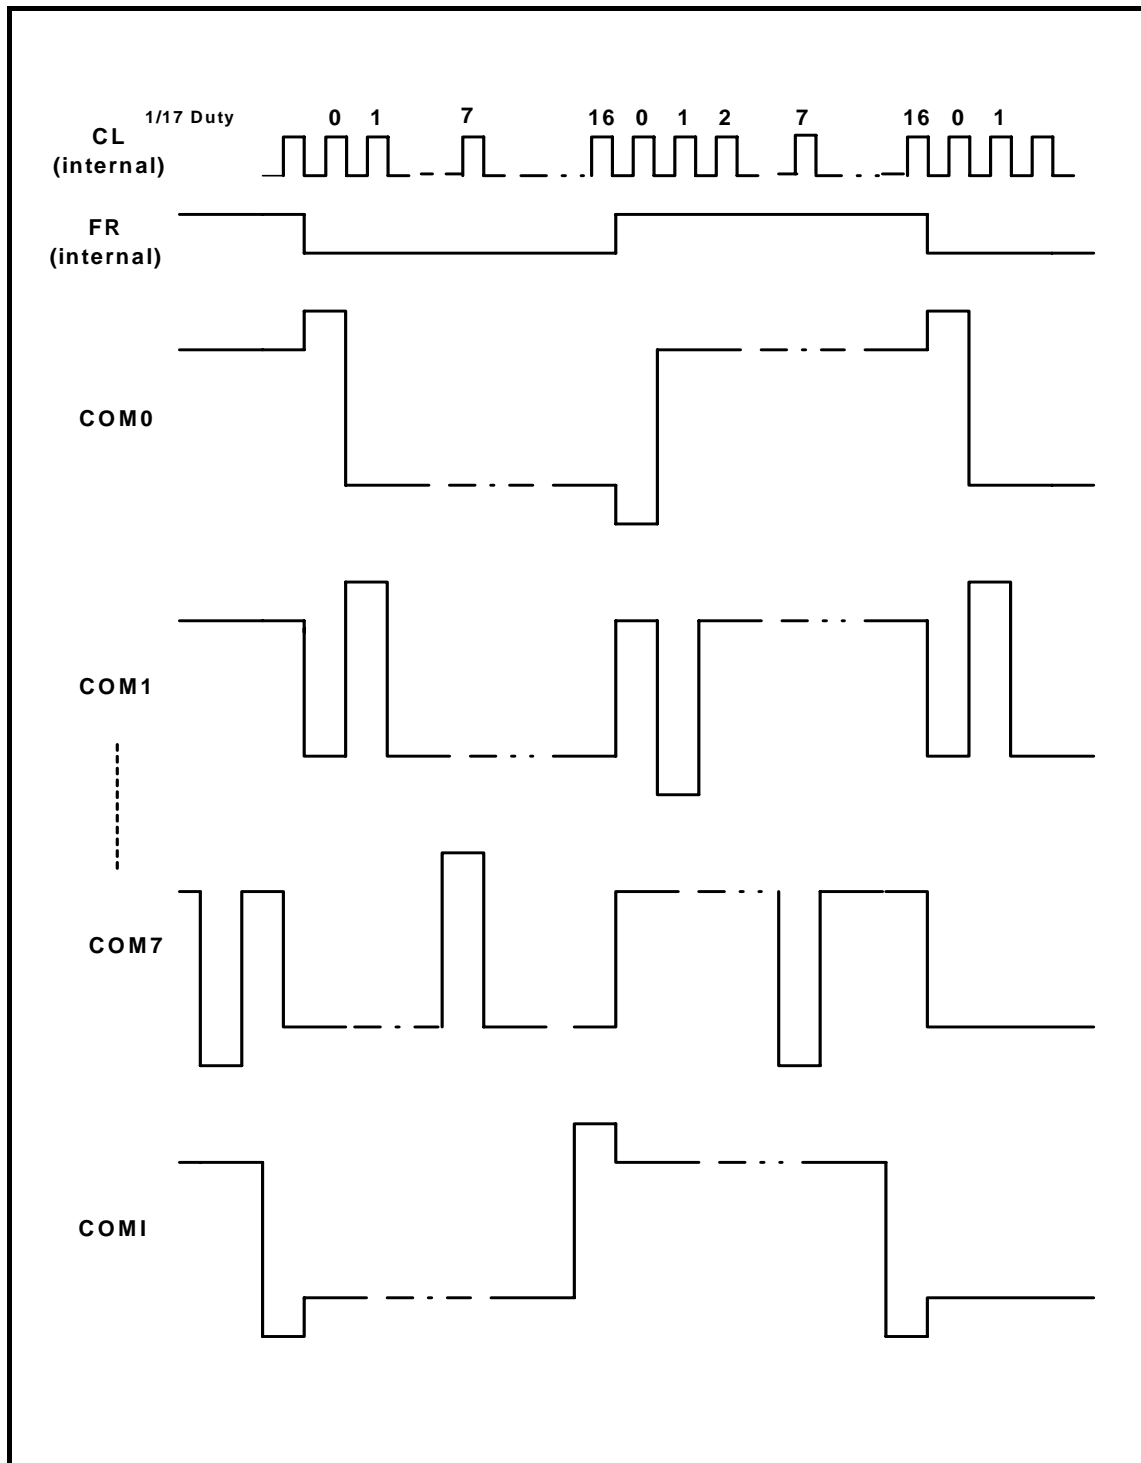 1/17 Duty
0 1 7 16 0 1 2 7 16 0 1
CL
(internal)
FR
(internal)
COM0
COM1
COM7
COMI